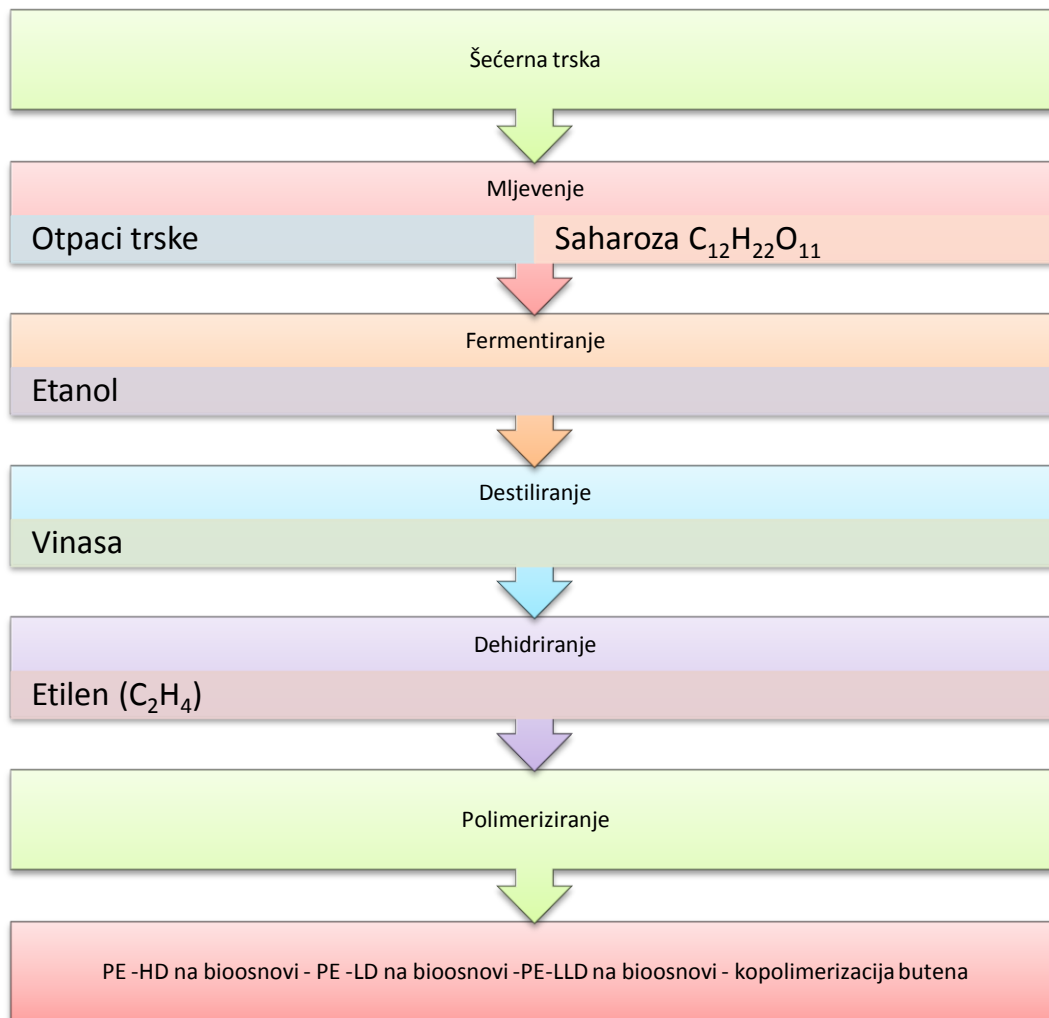 Šećerna trska
Mljevenje
Otpaci trske
Saharoza C₁₂H₂₂O₁₁
Fermentiranje
Etanol
Destiliranje
Vinasa
Dehidriranje
Etilen (C₂H₄)
Polimeriziranje
PE -HD na bioosnovi - PE -LD na bioosnovi -PE-LLD na bioosnovi - kopolimerizacija butena